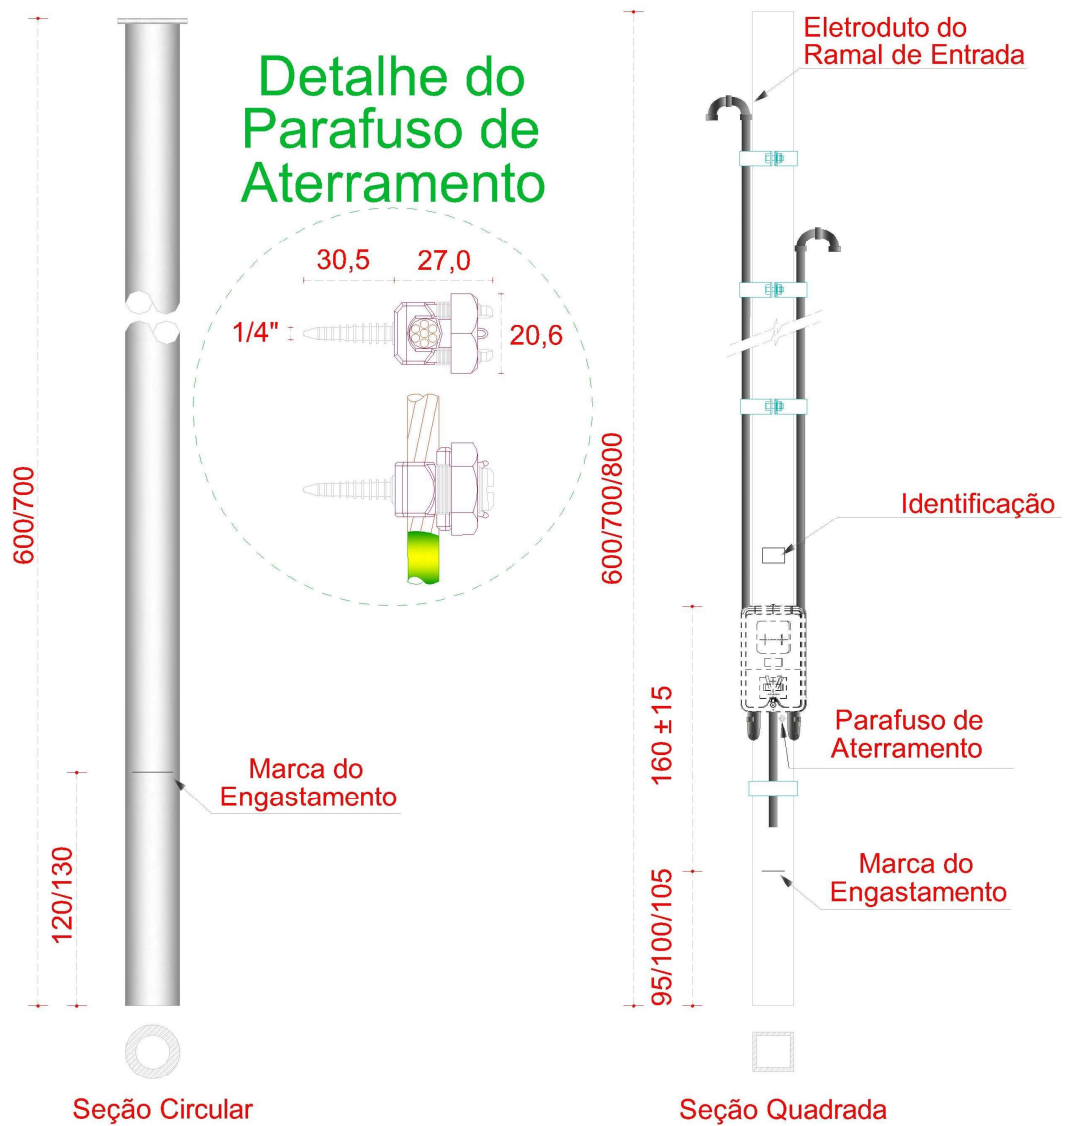 Eletroduto do
Ramal de Entrada
Detalhe do
Parafuso de
Aterramento
30,5
27,0
1/4"
20,6
600/700
600/700/800
Identificação
160 ± 15
Parafuso de
Aterramento
Marca do
Engastamento
120/130
Marca do
Engastamento
95/100/105
Seção Circular
Seção Quadrada